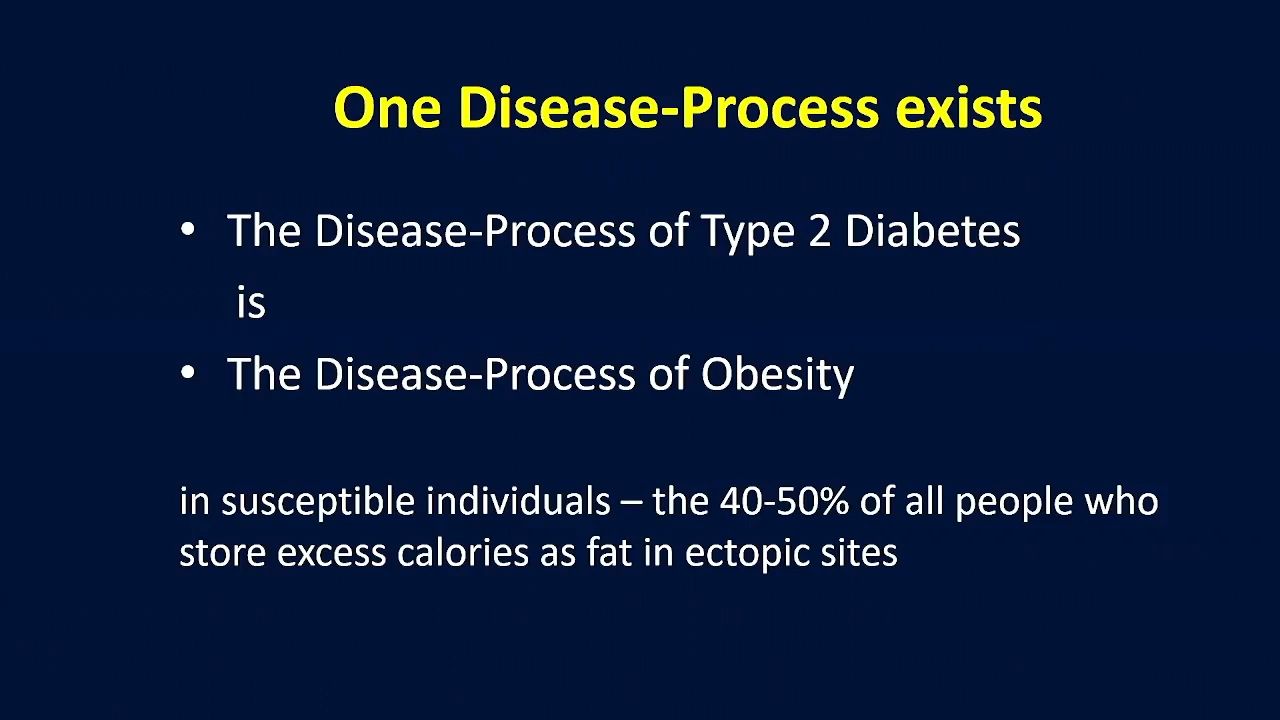 One Disease-Process exists
• The Disease-Process of Type 2 Diabetes
is
• The Disease-Process of Obesity
in susceptible individuals – the 40-50% of all people who
store excess calories as fat in ectopic sites